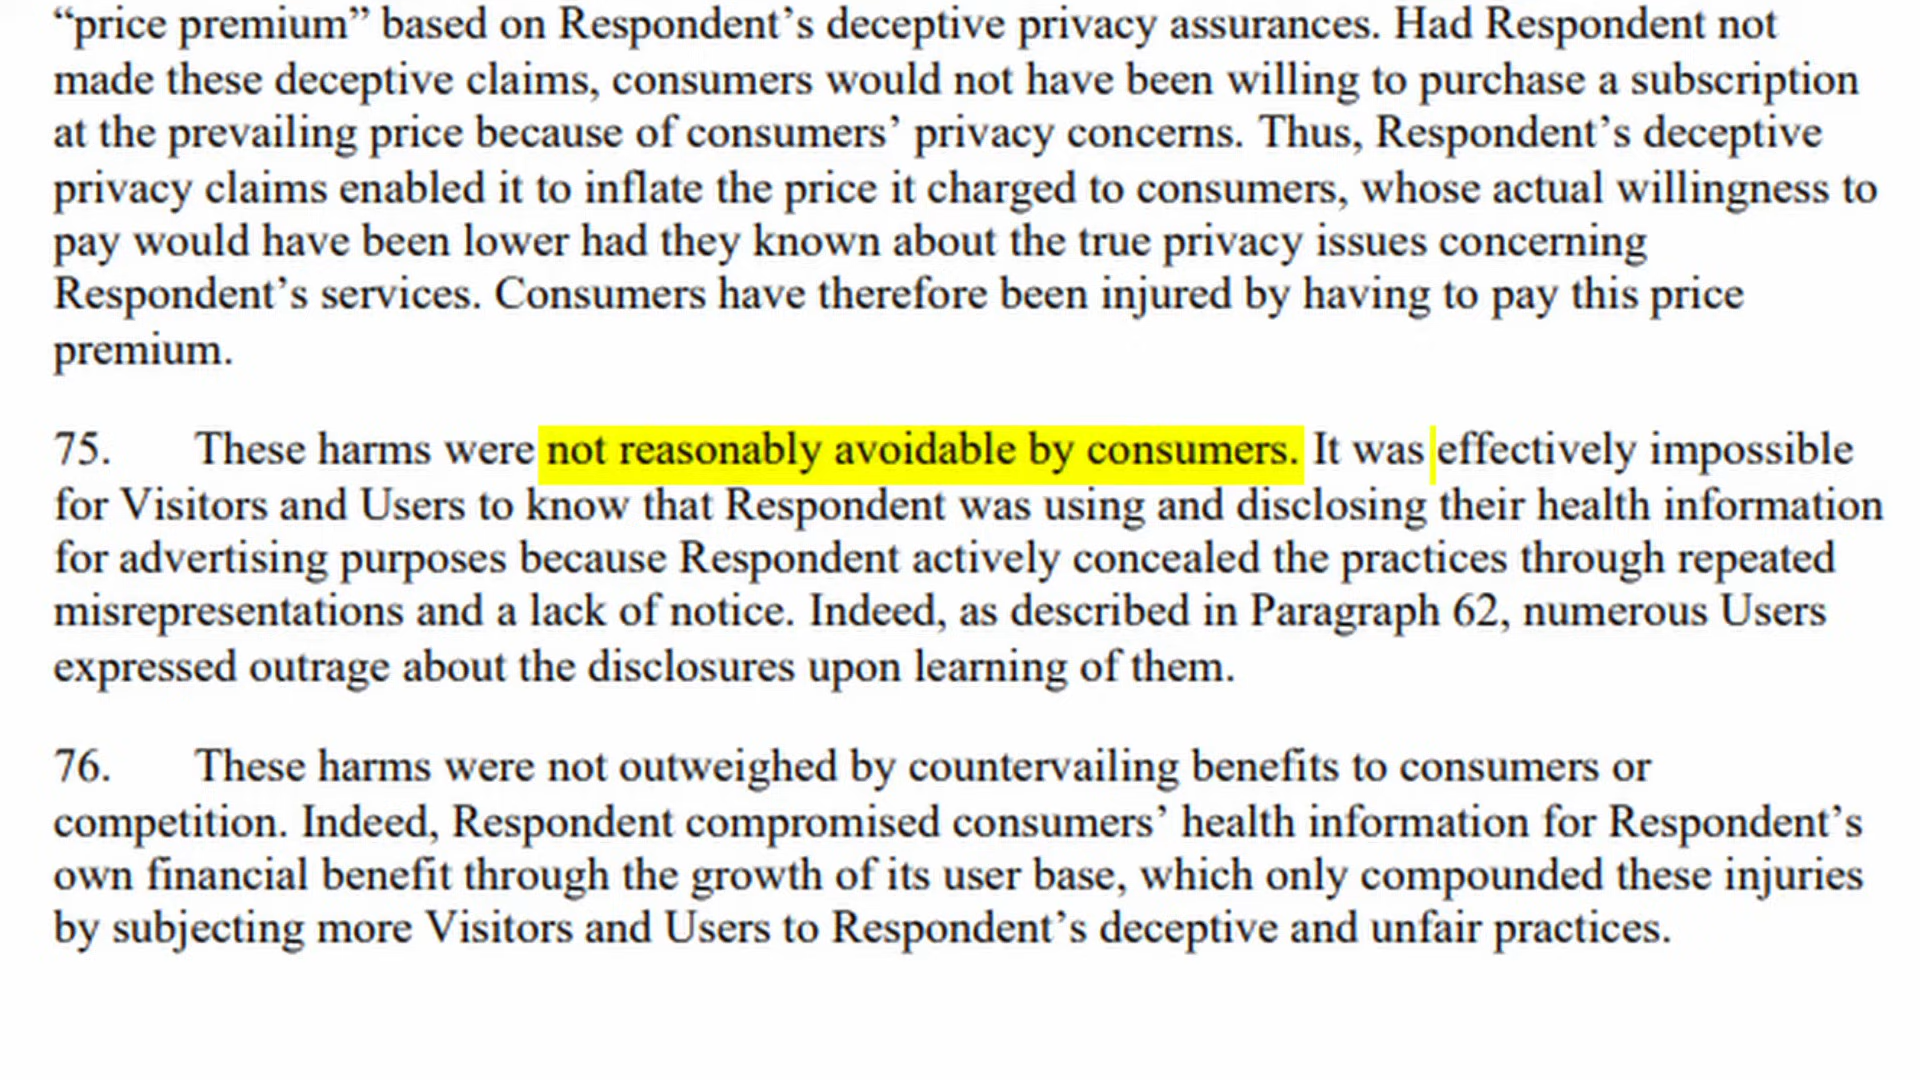 “price premium” based on Respondent’s deceptive privacy assurances. Had Respondent not
made these deceptive claims, consumers would not have been willing to purchase a subscription
at the prevailing price because of consumers’ privacy concerns. Thus, Respondent’s deceptive
privacy claims enabled it to inflate the price it charged to consumers, whose actual willingness to
pay would have been lower had they known about the true privacy issues concerning
Respondent’s services. Consumers have therefore been injured by having to pay this price
premium.
75. These harms were not reasonably avoidable by consumers. It was effectively impossible
for Visitors and Users to know that Respondent was using and disclosing their health information
for advertising purposes because Respondent actively concealed the practices through repeated
misrepresentations and a lack of notice. Indeed, as described in Paragraph 62, numerous Users
expressed outrage about the disclosures upon learning of them.
76. These harms were not outweighed by countervailing benefits to consumers or
competition. Indeed, Respondent compromised consumers’ health information for Respondent’s
own financial benefit through the growth of its user base, which only compounded these injuries
by subjecting more Visitors and Users to Respondent’s deceptive and unfair practices.